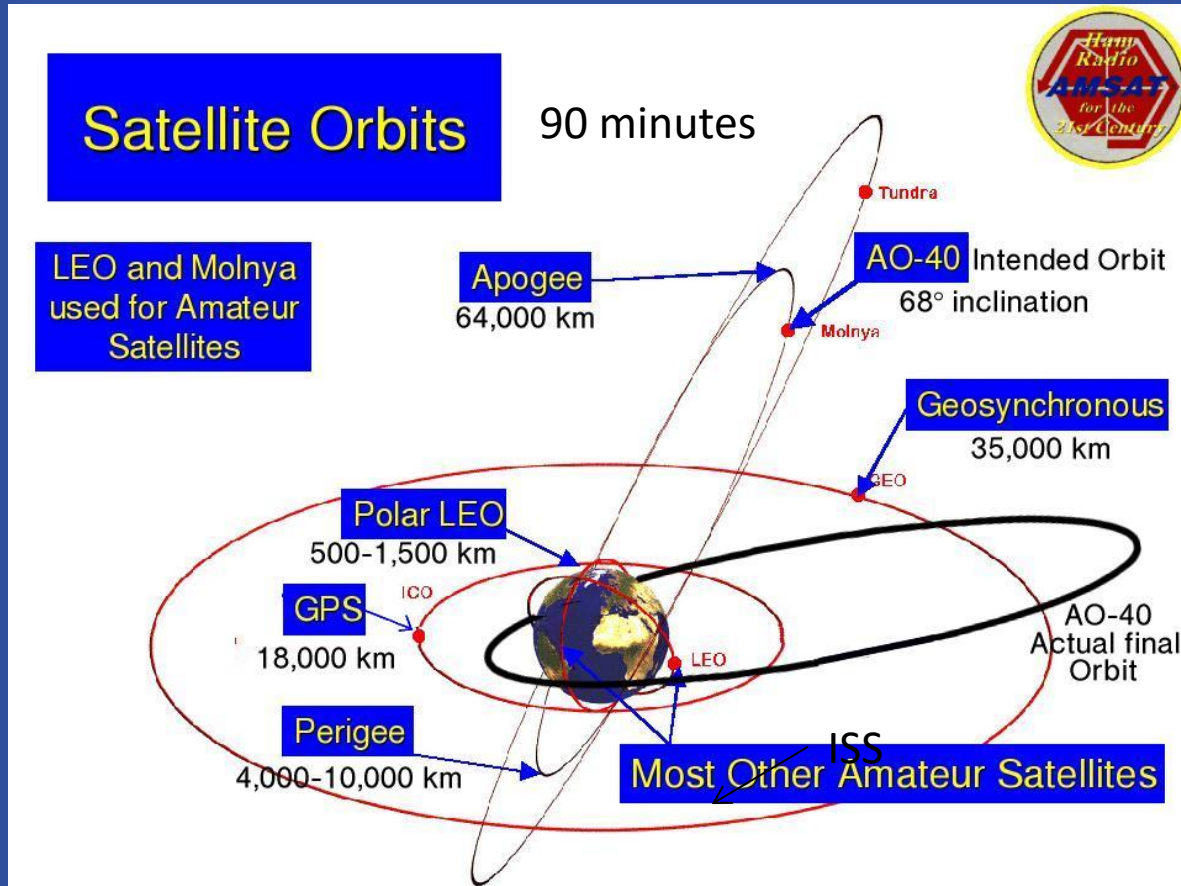 Satellite Orbits
90 minutes
Ham
Radio
AMSAT
for the
21st Century
Tundra
LEO and Molnya
used for Amateur
Satellites
Apogee
64,000 km
AO-40 Intended Orbit
68° inclination
Molnya
Geosynchronous
35,000 km
GEO
Polar LEO
500-1,500 km
ICO
GPS
18,000 km
LEO
AO-40
Actual final
Orbit
Perigee
4,000-10,000 km
ISS
Most Other Amateur Satellites